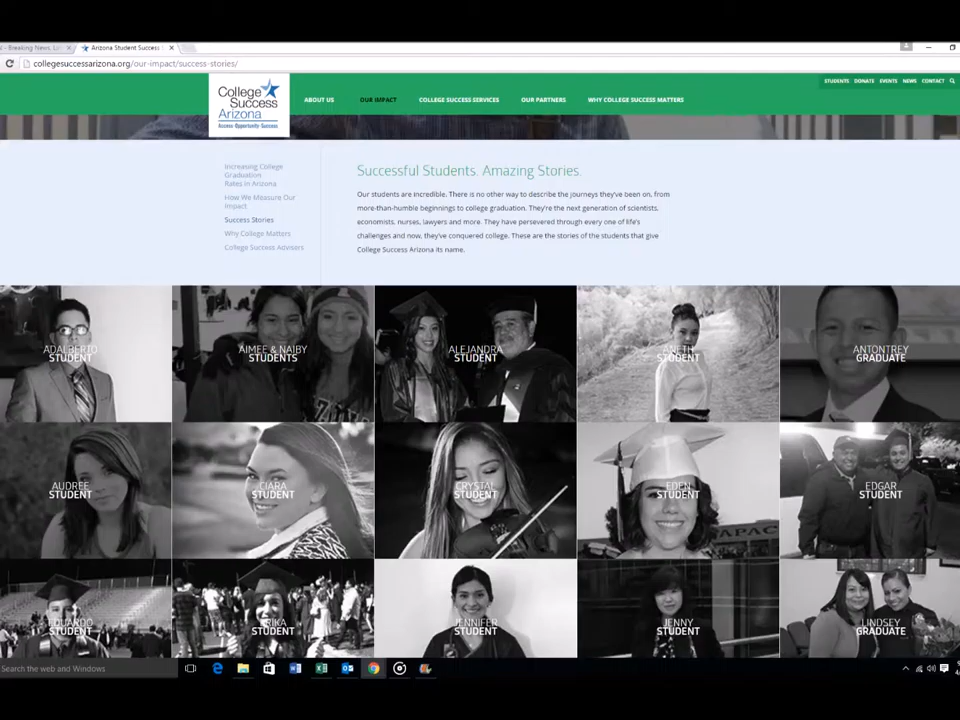 - Breaking News, L
Arizona Student Success
collegesuccessarizona.org/our-impact/success-stories/
STUDENTS DONATE EVENTS NEWS CONTACT
College
Success
Arizona
Access Opportunity Success
ABOUT US OUR IMPACT COLLEGE SUCCESS SERVICES OUR PARTNERS WHY COLLEGE SUCCESS MATTERS
Increasing College
Graduation
Rates in Arizona
How We Measure Our
Impact
Success Stories
Why College Matters
College Success Advisers
Successful Students. Amazing Stories.
Our students are incredible. There is no other way to describe the journeys they've been on, from
more-than-humble beginnings to college graduation. They're the next generation of scientists,
economists, nurses, lawyers and more. They have persevered through every one of life's
challenges and now, they've conquered college. These are the stories of the students that give
College Success Arizona its name.
ADALBERTO
STUDENT
AIMEE & NAIBY
STUDENTS
ALEJANDRA
STUDENT
ANETH
STUDENT
ANTONTREY
GRADUATE
AUDREE
STUDENT
CIARA
STUDENT
CRYSTAL
STUDENT
EDEN
STUDENT
EDGAR
STUDENT
EDUARDO
STUDENT
ERIKA
STUDENT
JENNIFER
STUDENT
JENNY
STUDENT
LINDSEY
GRADUATE
Search the web and Windows